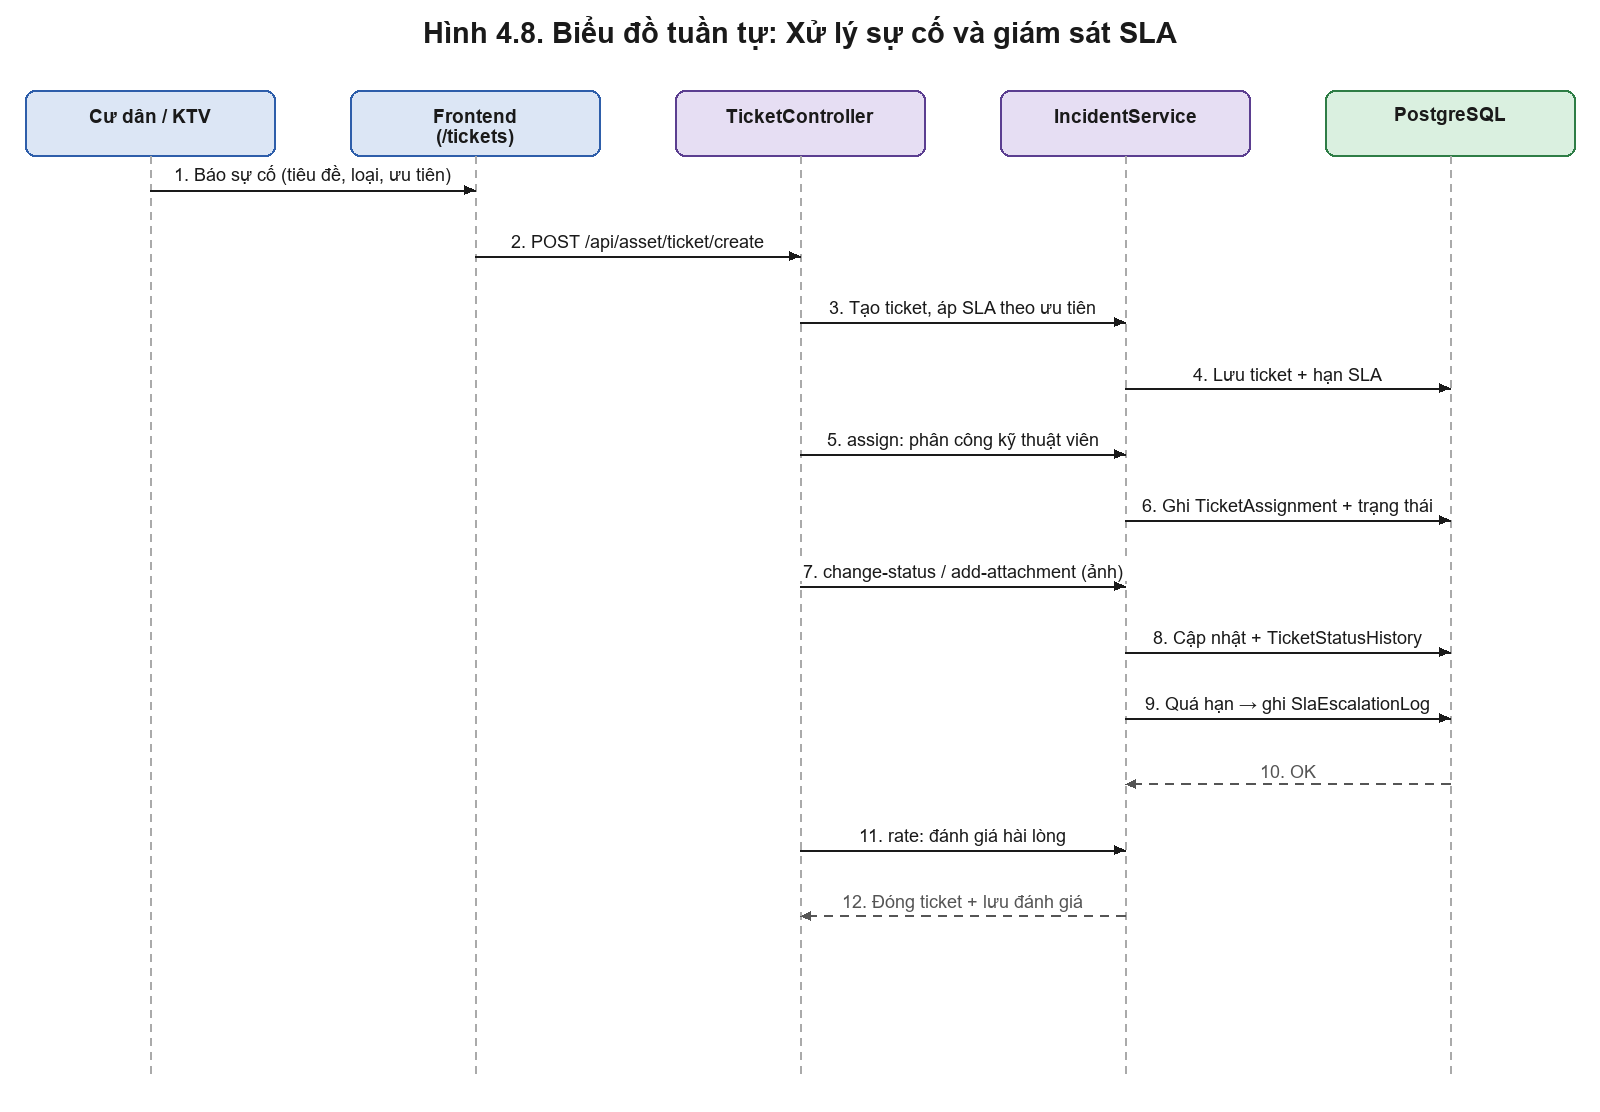 Hình 4.8. Biểu đồ tuần tự: Xử lý sự cố và giám sát SLA
Cư dân / KTV
Frontend
(/tickets)
TicketController
IncidentService
PostgreSQL
1. Báo sự cố (tiêu đề, loại, ưu tiên)
2. POST /api/asset/ticket/create
3. Tạo ticket, áp SLA theo ưu tiên
4. Lưu ticket + hạn SLA
5. assign: phân công kỹ thuật viên
6. Ghi TicketAssignment + trạng thái
7. change-status / add-attachment (ảnh)
8. Cập nhật + TicketStatusHistory
9. Quá hạn → ghi SlaEscalationLog
10. OK
11. rate: đánh giá hài lòng
12. Đóng ticket + lưu đánh giá